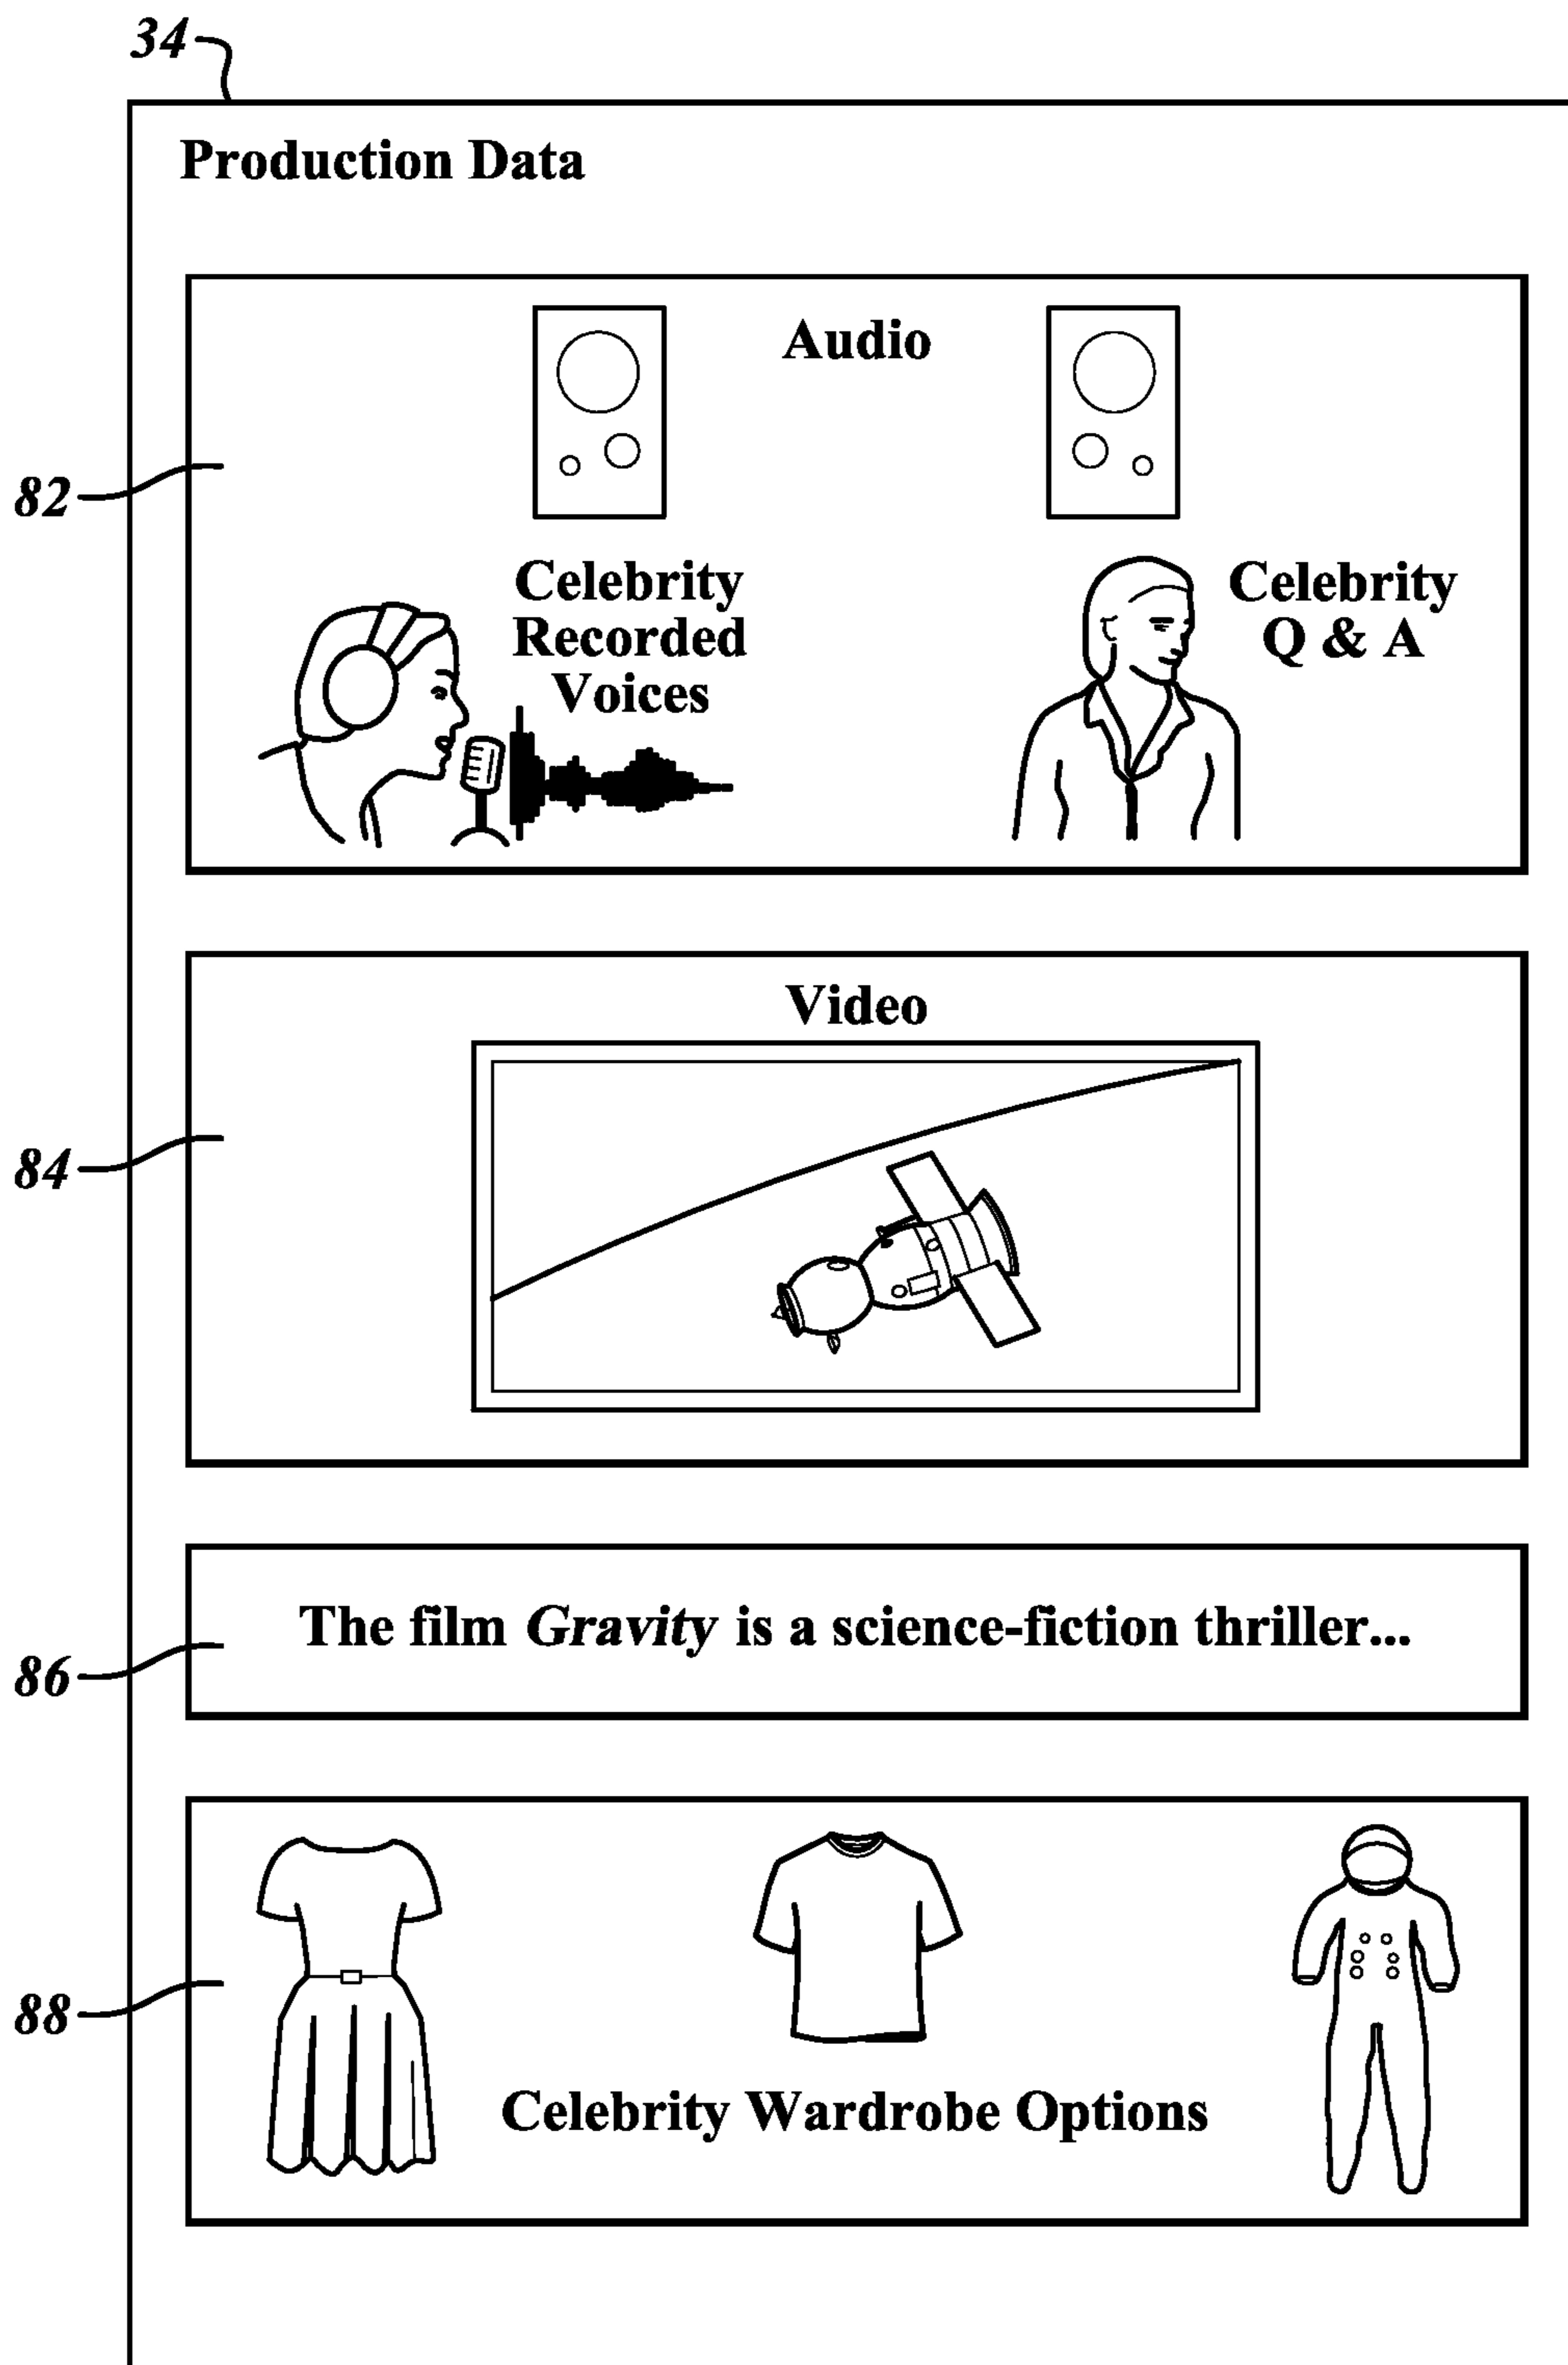 34
Production Data
Audio
82
Celebrity
Recorded
Voices
Celebrity
Q & A
Video
84
The film Gravity is a science-fiction thriller...
86
88
Celebrity Wardrobe Options